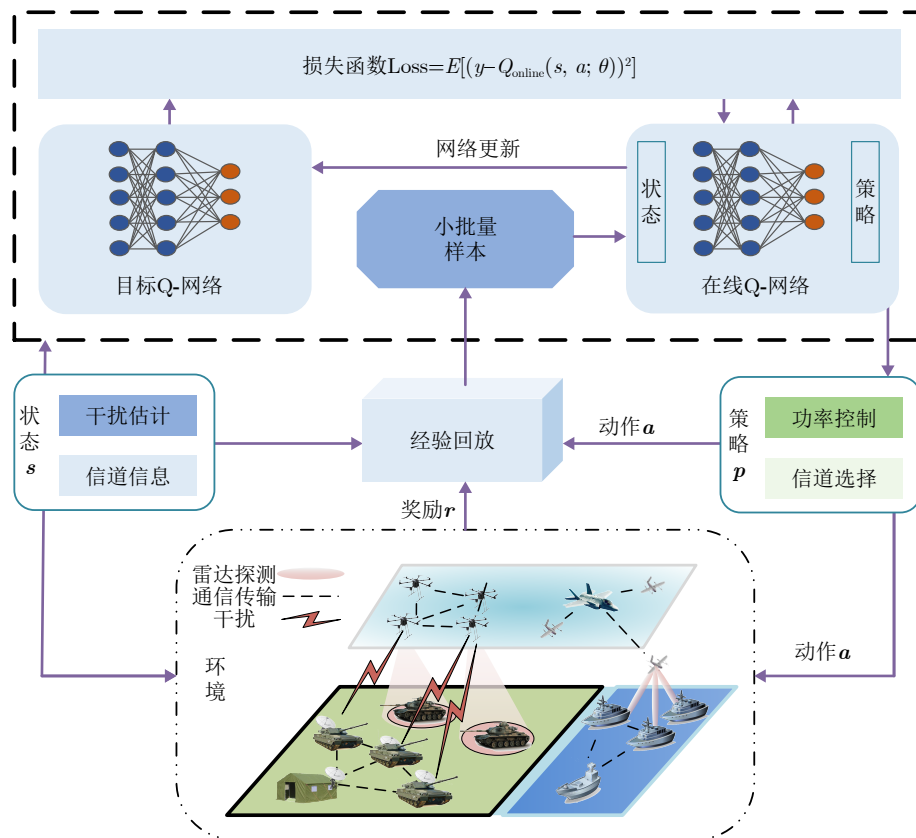 损失函数Loss=E[(y−Q_online(s, a; θ))²]
网络更新
状态
策略
小批量
样本
目标Q-网络
在线Q-网络
状态
s
干扰估计
信道信息
经验回放
动作a
策略
p
功率控制
信道选择
奖励r
雷达探测
通信传输
干扰
环境
动作a